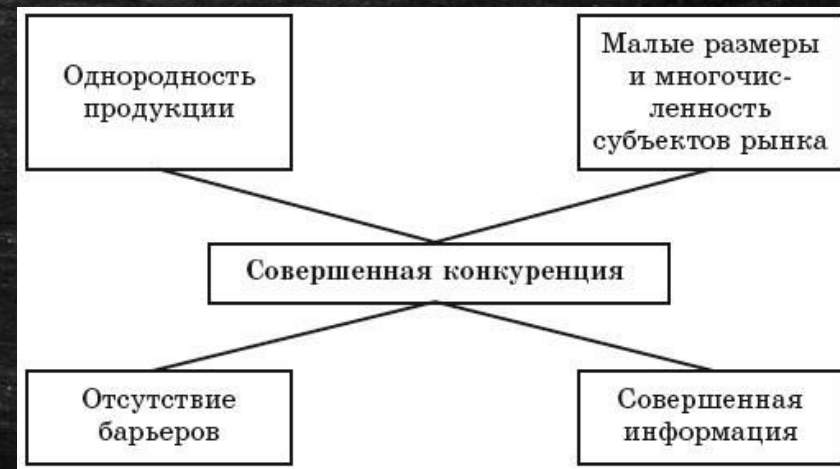 Однородность
продукции
Малые размеры
и многочис-
ленность
субъектов рынка
Совершенная конкуренция
Отсутствие
барьеров
Совершенная
информация